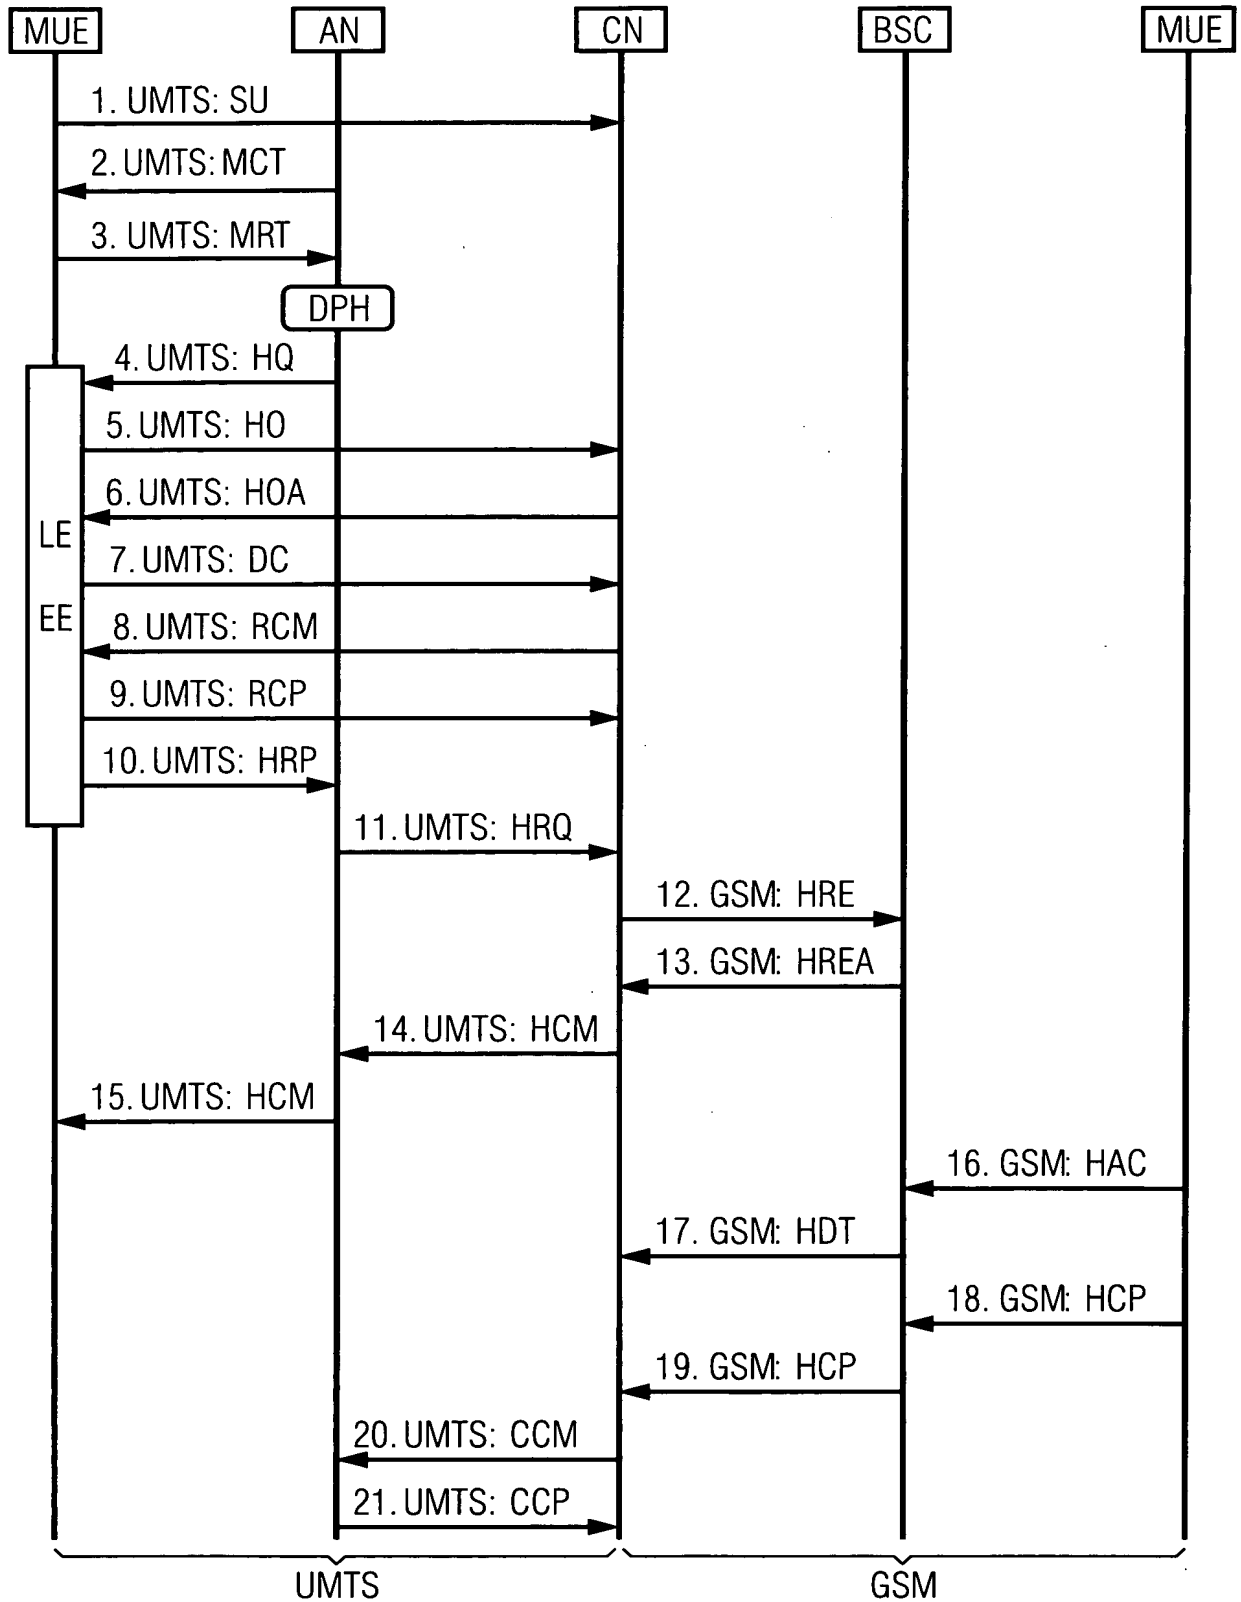 MUE AN CN BSC MUE
1. UMTS: SU
2. UMTS: MCT
3. UMTS: MRT
DPH
4. UMTS: HQ
5. UMTS: HO
6. UMTS: HOA
LE
7. UMTS: DC
EE
8. UMTS: RCM
9. UMTS: RCP
10. UMTS: HRP
11. UMTS: HRQ
12. GSM: HRE
13. GSM: HREA
14. UMTS: HCM
15. UMTS: HCM
16. GSM: HAC
17. GSM: HDT
18. GSM: HCP
19. GSM: HCP
20. UMTS: CCM
21. UMTS: CCP
UMTS GSM